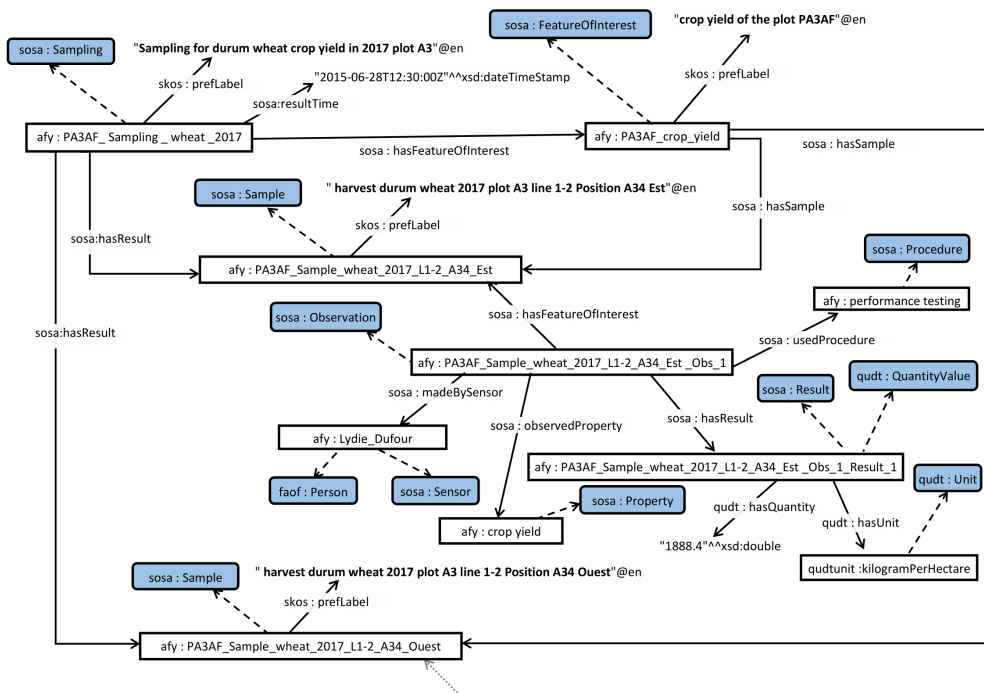 "crop yield of the plot PA3AF"@en
sosa : FeatureOfInterest
sosa : Sampling
"Sampling for durum wheat crop yield in 2017 plot A3"@en
skos : prefLabel
"2015-06-28T12:30:00Z"^^xsd:dateTimeStamp
skos : prefLabel
sosa:resultTime
afy : PA3AF_ Sampling _ wheat _2017
afy : PA3AF_crop_yield
sosa : hasFeatureOfInterest
sosa : hasSample
sosa : Sample
" harvest durum wheat 2017 plot A3 line 1-2 Position A34 Est"@en
sosa : hasSample
skos : prefLabel
sosa:hasResult
sosa : Procedure
afy : PA3AF_Sample_wheat_2017_L1-2_A34_Est
afy : performance testing
sosa : Observation
sosa : hasFeatureOfInterest
sosa:hasResult
sosa : usedProcedure
afy : PA3AF_Sample_wheat_2017_L1-2_A34_Est _Obs_1
sosa : Result
qudt : QuantityValue
sosa : madeBySensor
sosa : hasResult
sosa : observedProperty
afy : Lydie_Dufour
afy : PA3AF_Sample_wheat_2017_L1-2_A34_Est _Obs_1_Result_1
qudt : Unit
faof : Person
sosa : Sensor
sosa : Property
qudt : hasQuantity
qudt : hasUnit
afy : crop yield
"1888.4"^^xsd:double
qudtunit :kilogramPerHectare
sosa : Sample
" harvest durum wheat 2017 plot A3 line 1-2 Position A34 Ouest"@en
skos : prefLabel
afy : PA3AF_Sample_wheat_2017_L1-2_A34_Ouest